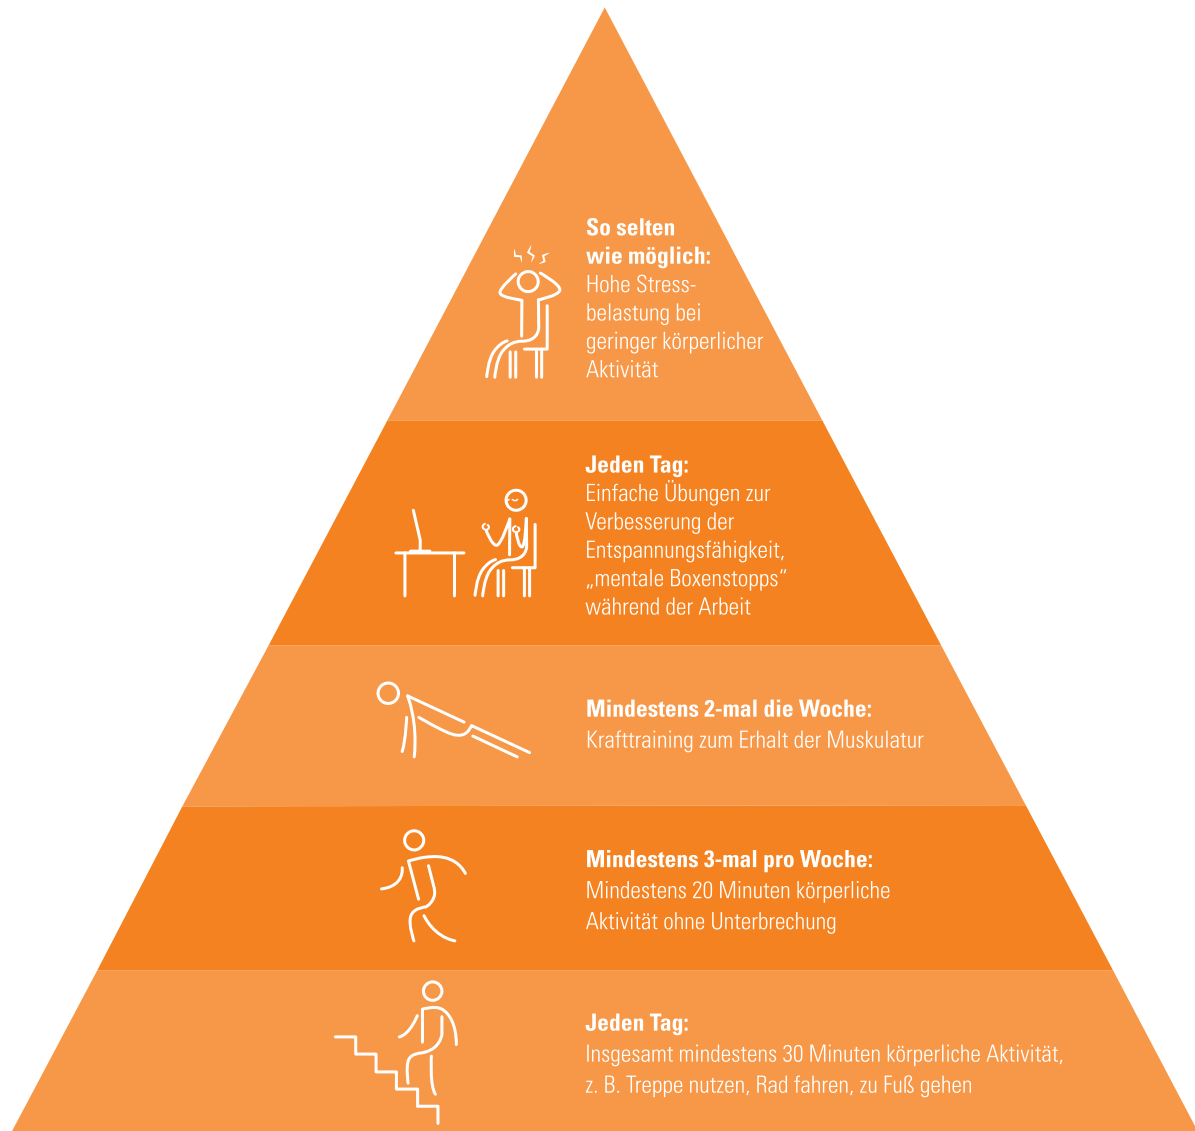 So selten
wie möglich:
Hohe Stress-
belastung bei
geringer körperlicher
Aktivität
Jeden Tag:
Einfache Übungen zur
Verbesserung der
Entspannungsfähigkeit,
„mentale Boxenstopps“
während der Arbeit
Mindestens 2-mal die Woche:
Krafttraining zum Erhalt der Muskulatur
Mindestens 3-mal pro Woche:
Mindestens 20 Minuten körperliche
Aktivität ohne Unterbrechung
Jeden Tag:
Insgesamt mindestens 30 Minuten körperliche Aktivität,
z. B. Treppe nutzen, Rad fahren, zu Fuß gehen